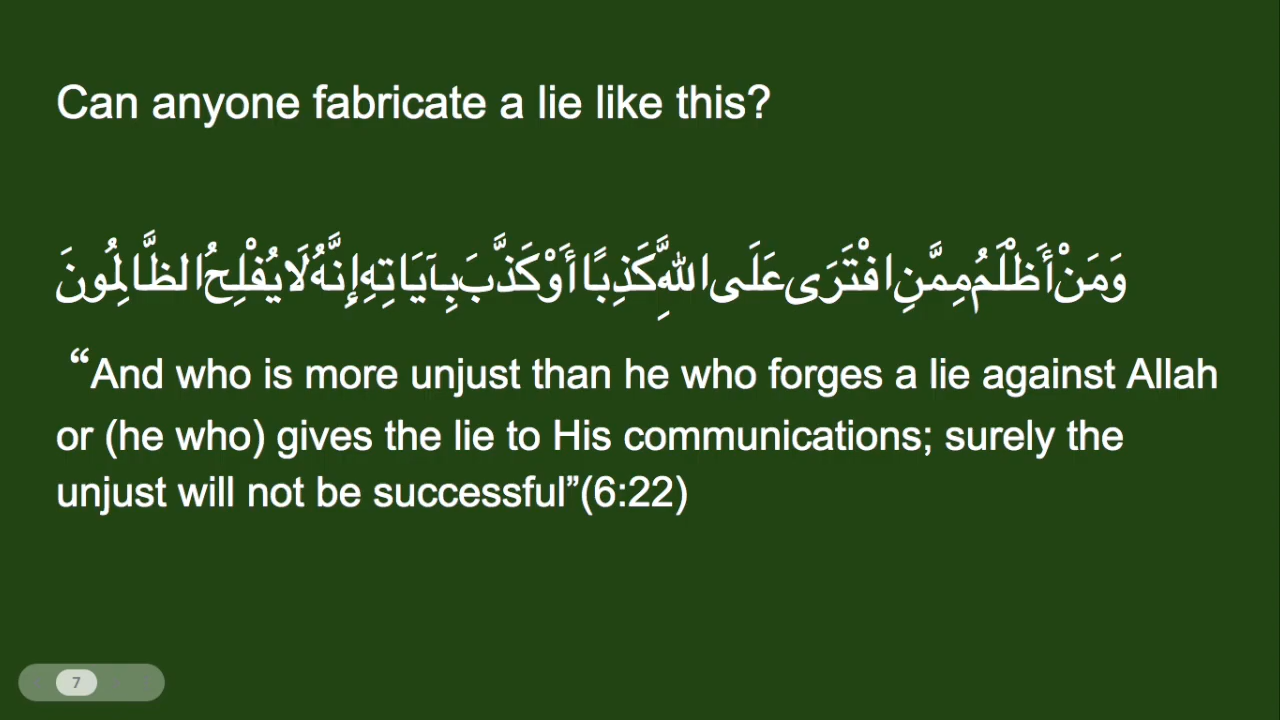 Can anyone fabricate a lie like this?
وَمَنْ أَظْلَمُ مِمَّنِ افْتَرَى عَلَى اللَّهِ كَذِبًا أَوْ كَذَّبَ بِآيَاتِهِ إِنَّهُ لَا يُفْلِحُ الظَّالِمُونَ
“And who is more unjust than he who forges a lie against Allah
or (he who) gives the lie to His communications; surely the
unjust will not be successful”(6:22)
7